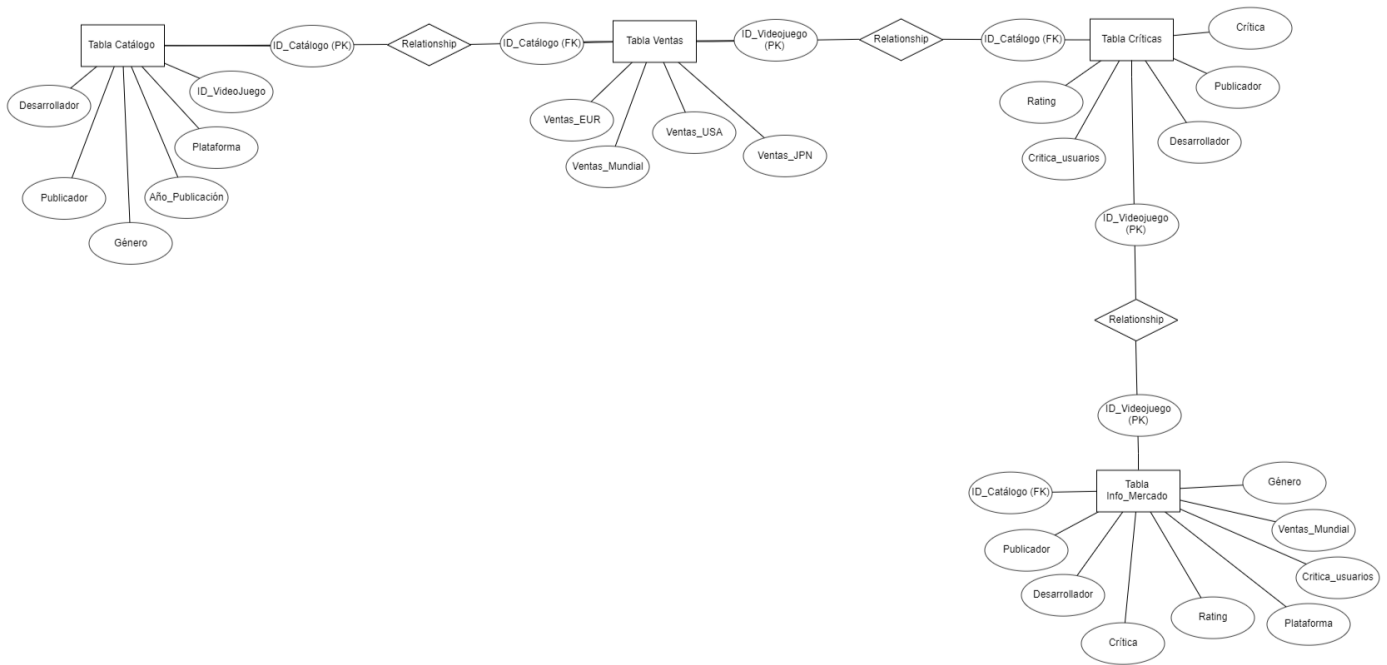 Tabla Catálogo
ID_Catálogo (PK)
Relationship
ID_Catálogo (FK)
Tabla Ventas
ID_Videojuego
(PK)
Relationship
ID_Catálogo (FK)
Tabla Críticas
Crítica
Desarrollador
ID_VideoJuego
Plataforma
Publicador
Año_Publicación
Género
Ventas_EUR
Ventas_Mundial
Ventas_USA
Ventas_JPN
Rating
Crítica_usuarios
Publicador
Desarrollador
ID_Videojuego
(PK)
Relationship
ID_Videojuego
(PK)
Tabla
Info_Mercado
ID_Catálogo (FK)
Género
Publicador
Ventas_Mundial
Desarrollador
Crítica_usuarios
Crítica
Rating
Plataforma